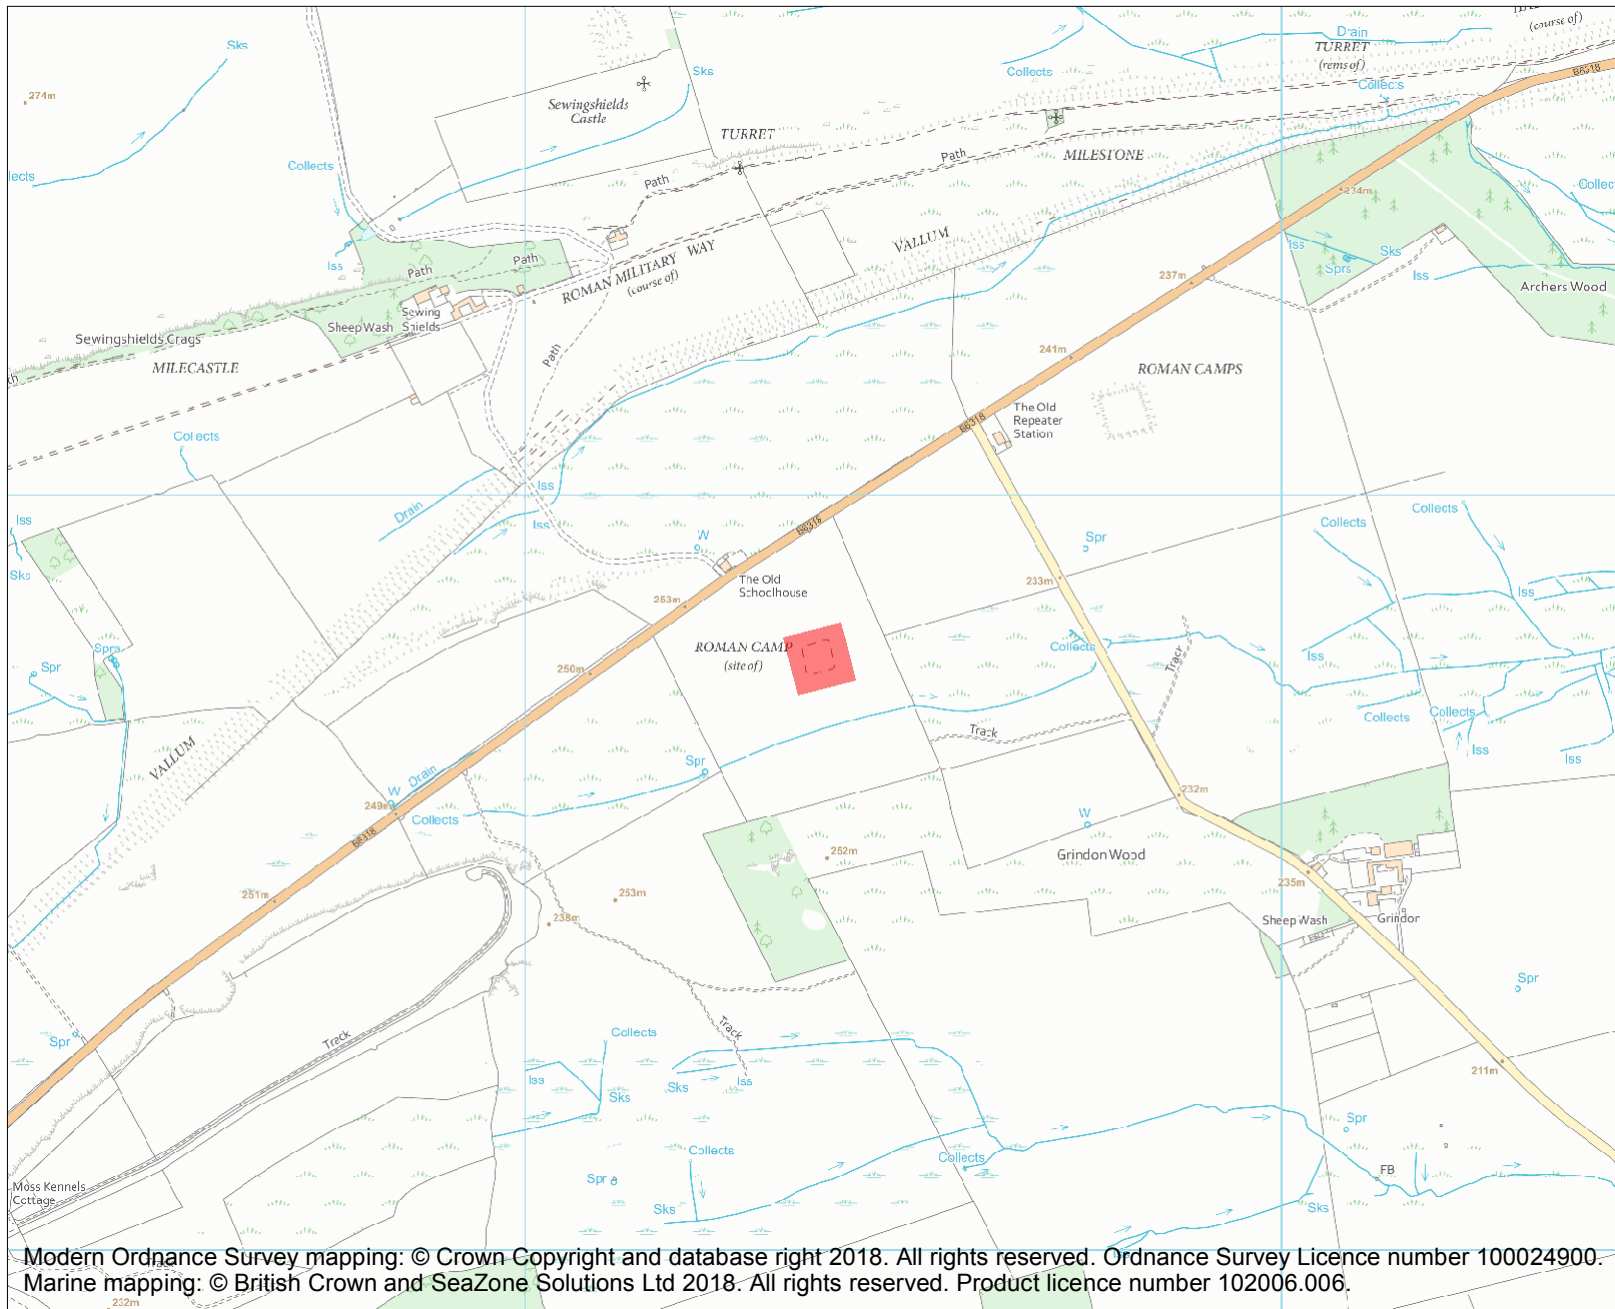 HA
(course of)
Drain
TURRET
(rems of)
Sks
Sks
Collects
B6318
Collects
274m
Sewingshields
Castle
TURRET
Path
MILESTONE
Collects
lects
Path
234m
Collec
VALLUM
Iss
Sks
Sprs
Iss
Iss
Path
Path
ROMAN MILITARY WAY
(course of)
237m
Archers Wood
Sewing
Shields
Sheep Wash
Sewingshields Crags
MILECASTLE
th
Path
241m
ROMAN CAMPS
The Old
Repeater
Station
B6318
Collects
Iss
Drain
Iss
Iss
Sks
B6318
W
Spr
Collects
Collects
The Old
Schoolhouse
253m
233m
Iss
ROMAN CAMP
(site of)
Collects
Track
Iss
Sprs
Spr
250m
Track
Collects
Collects
Iss
Iss
VALLUM
Spr
Drain
W
249m
Collects
B6318
232m
W
252m
Grindon Wood
251m
253m
238m
235m
Sheep Wash
Grindon
Spr
Spr
Track
Track
Collects
Iss
Sks
Sks
Iss
211m
Spr
Collects
Collects
FB
Spr
Sks
Sks
Moss Kennels
Cottage
Iss
Track
232m
Modern Ordnance Survey mapping: © Crown Copyright and database right 2018. All rights reserved. Ordnance Survey Licence number 100024900.
Marine mapping: © British Crown and SeaZone Solutions Ltd 2018. All rights reserved. Product licence number 102006.006.